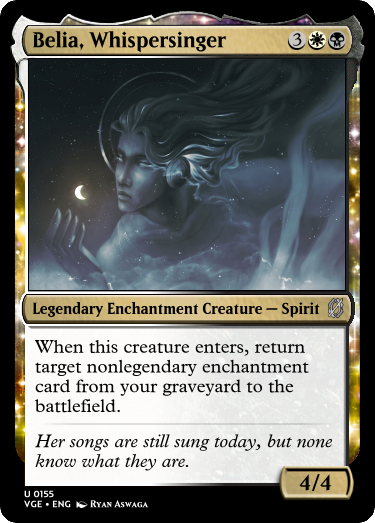 Belia, Whispersinger 3
Legendary Enchantment Creature — Spirit
When this creature enters, return
target nonlegendary enchantment
card from your graveyard to the
battlefield.
Her songs are still sung today, but none
know what they are.
4/4
U 0155
VGE • ENG Ryan Aswaga